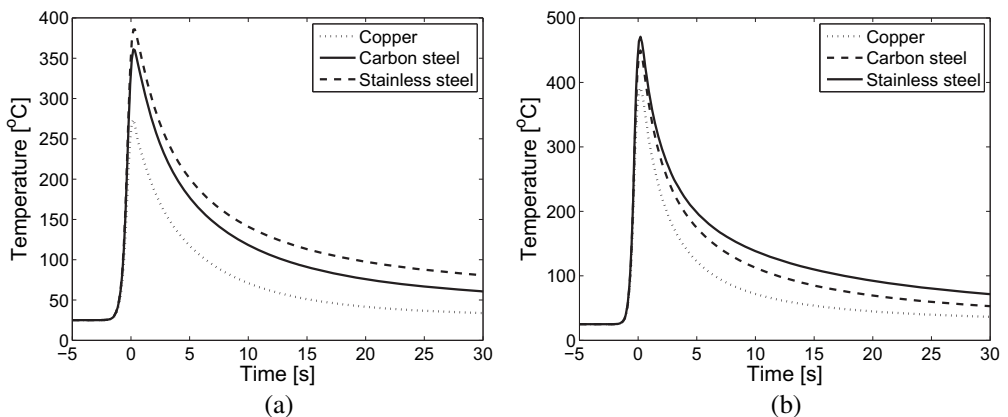 400
350
300
250
200
150
100
50
0
Temperature [°C]
Copper
Carbon steel
Stainless steel
−5 0 5 10 15 20 25 30
Time [s]
(a)
500
400
300
200
100
0
Temperature [°C]
Copper
Carbon steel
Stainless steel
−5 0 5 10 15 20 25 30
Time [s]
(b)